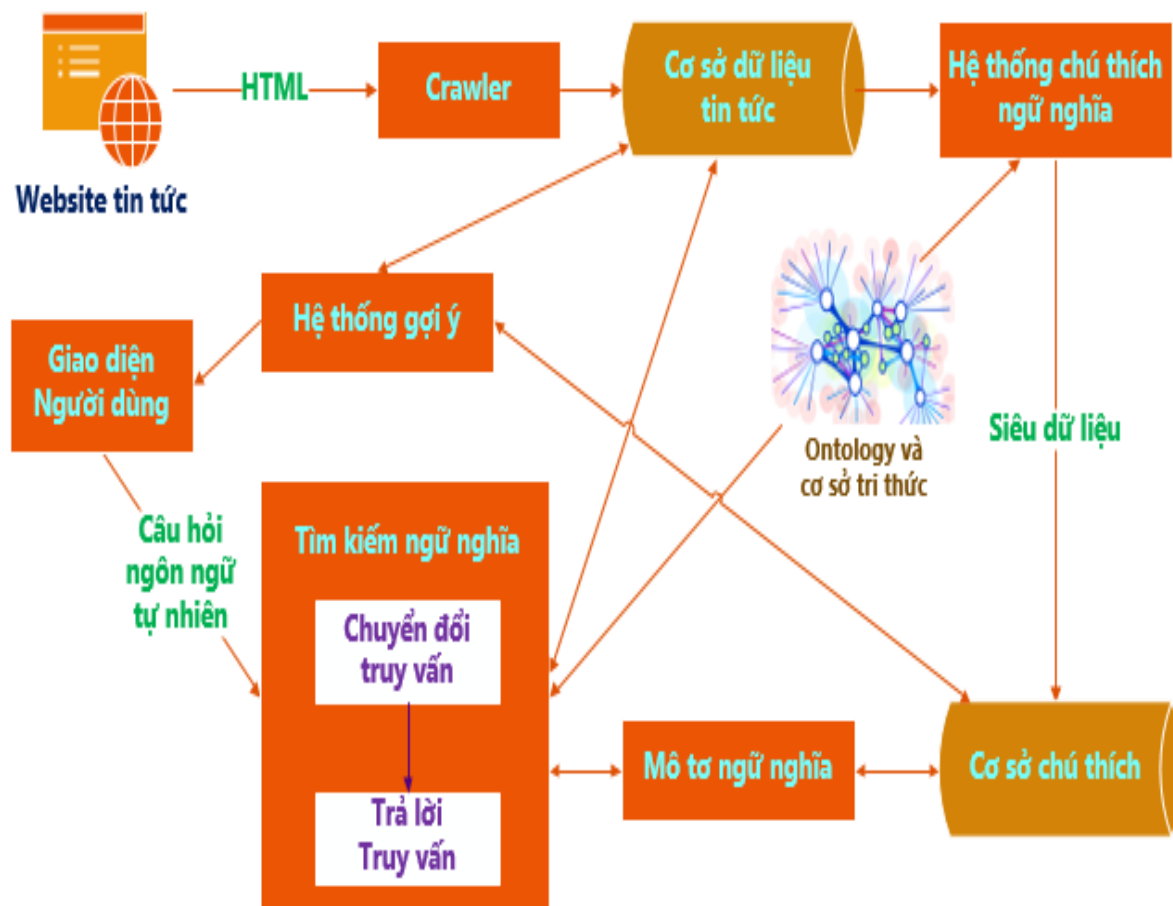 HTML
Crawler
Cơ sở dữ liệu
tin tức
Hệ thống chú thích
ngữ nghĩa
Website tin tức
Hệ thống gợi ý
Giao diện
Người dùng
Ontology và
cơ sở tri thức
Siêu dữ liệu
Câu hỏi
ngôn ngữ
tự nhiên
Tìm kiếm ngữ nghĩa
Chuyển đổi
truy vấn
Trả lời
Truy vấn
Mô tơ ngữ nghĩa
Cơ sở chú thích